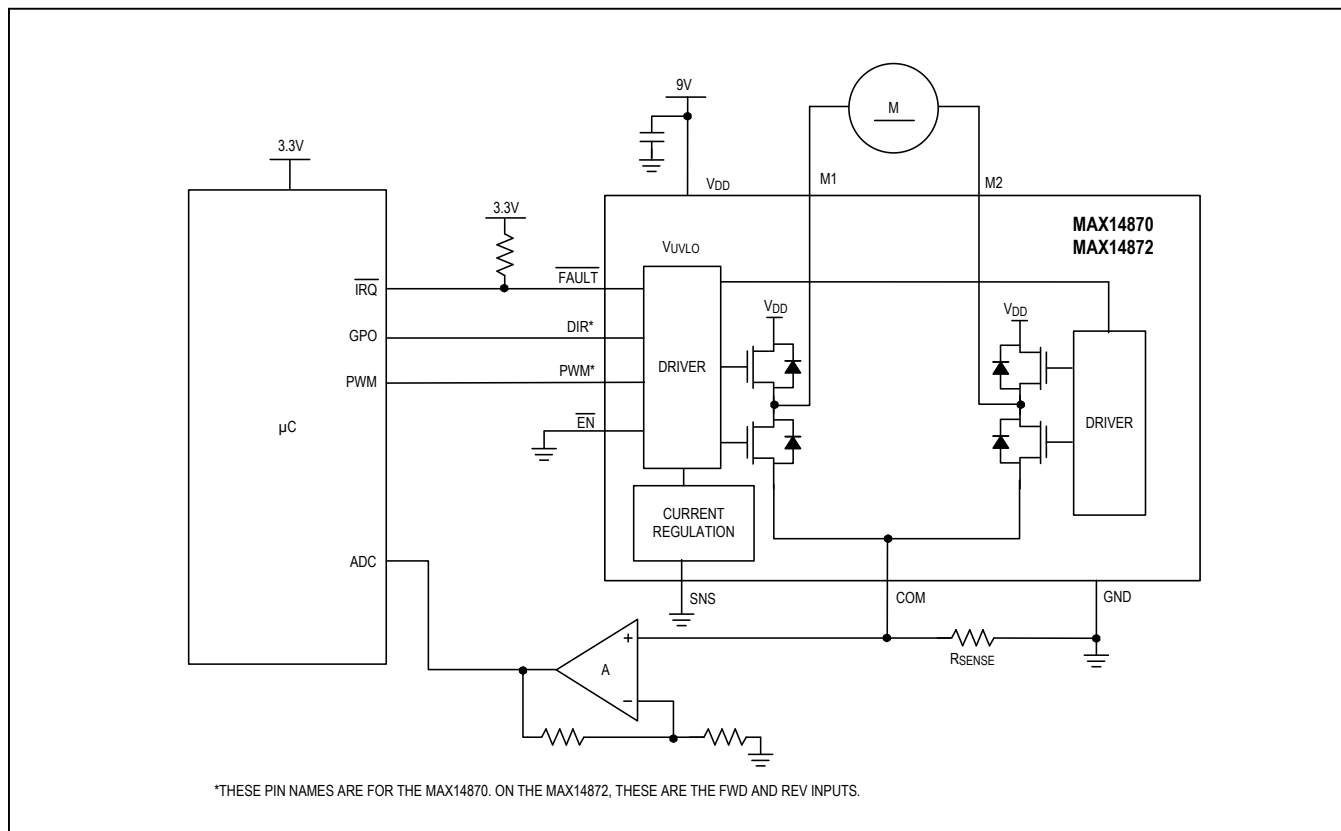 9V
M
3.3V
VDD
M1
M2
3.3V
MAX14870
MAX14872
VUVLO
FAULT
IRQ
VDD
VDD
GPO
DIR*
DRIVER
PWM
PWM*
DRIVER
µC
EN
CURRENT
REGULATION
ADC
SNS
COM
GND
+
RSENSE
A
–
*THESE PIN NAMES ARE FOR THE MAX14870. ON THE MAX14872, THESE ARE THE FWD AND REV INPUTS.